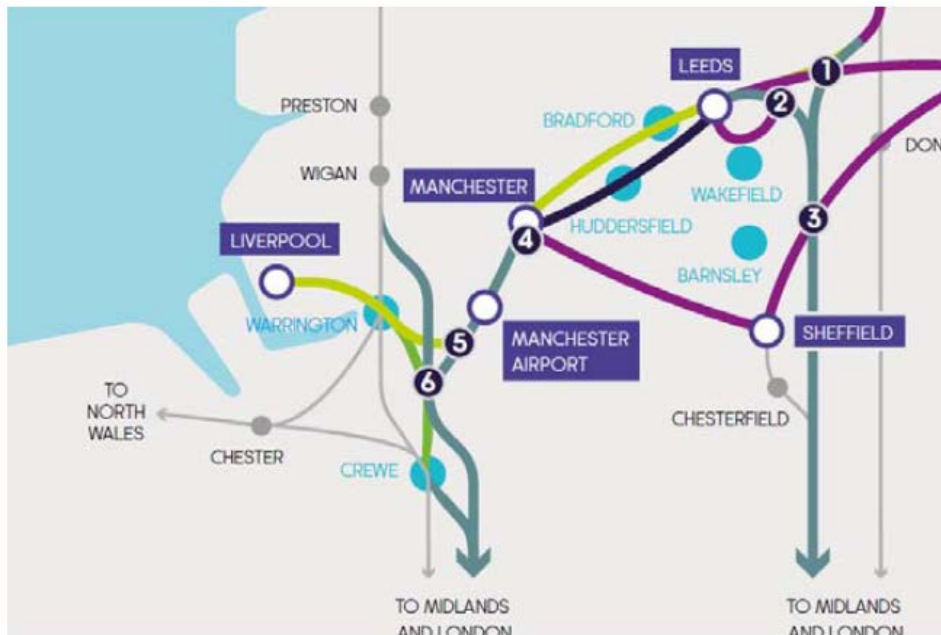 LEEDS
1
2
PRESTON
BRADFORD
DON
WIGAN
MANCHESTER
WAKEFIELD
3
HUDDERSFIELD
4
LIVERPOOL
BARNSLEY
WARRINGTON
MANCHESTER
AIRPORT
5
SHEFFIELD
6
TO
NORTH
WALES
CHESTERFIELD
CHESTER
CREWE
TO MIDLANDS
AND LONDON
TO MIDLANDS
AND LONDON